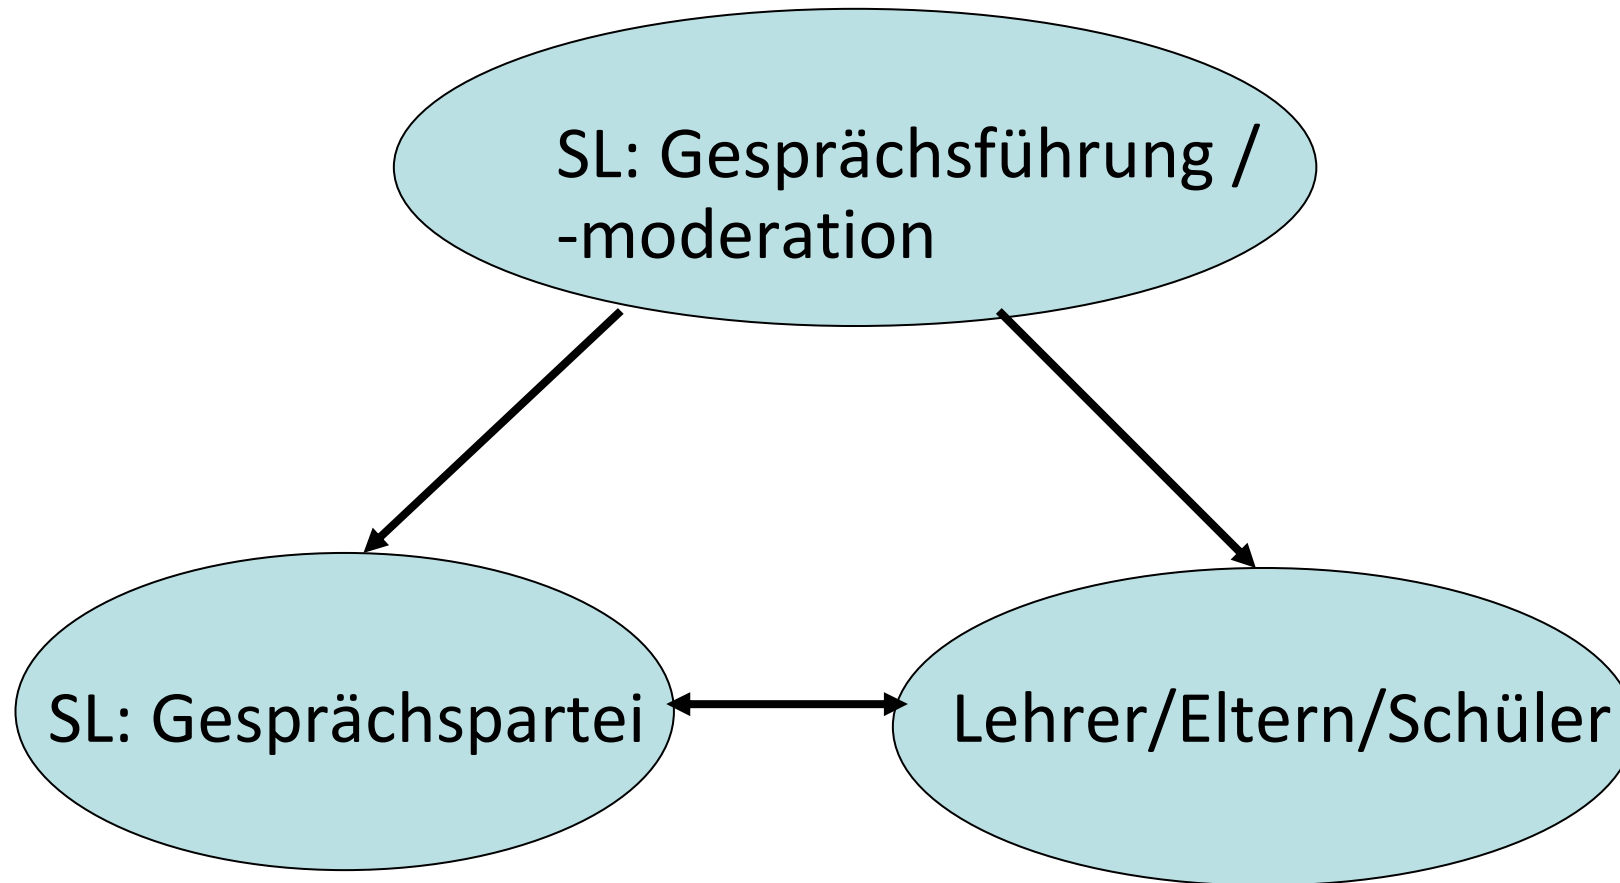 SL: Gesprächsführung /
-moderation
SL: Gesprächspartei
Lehrer/Eltern/Schüler